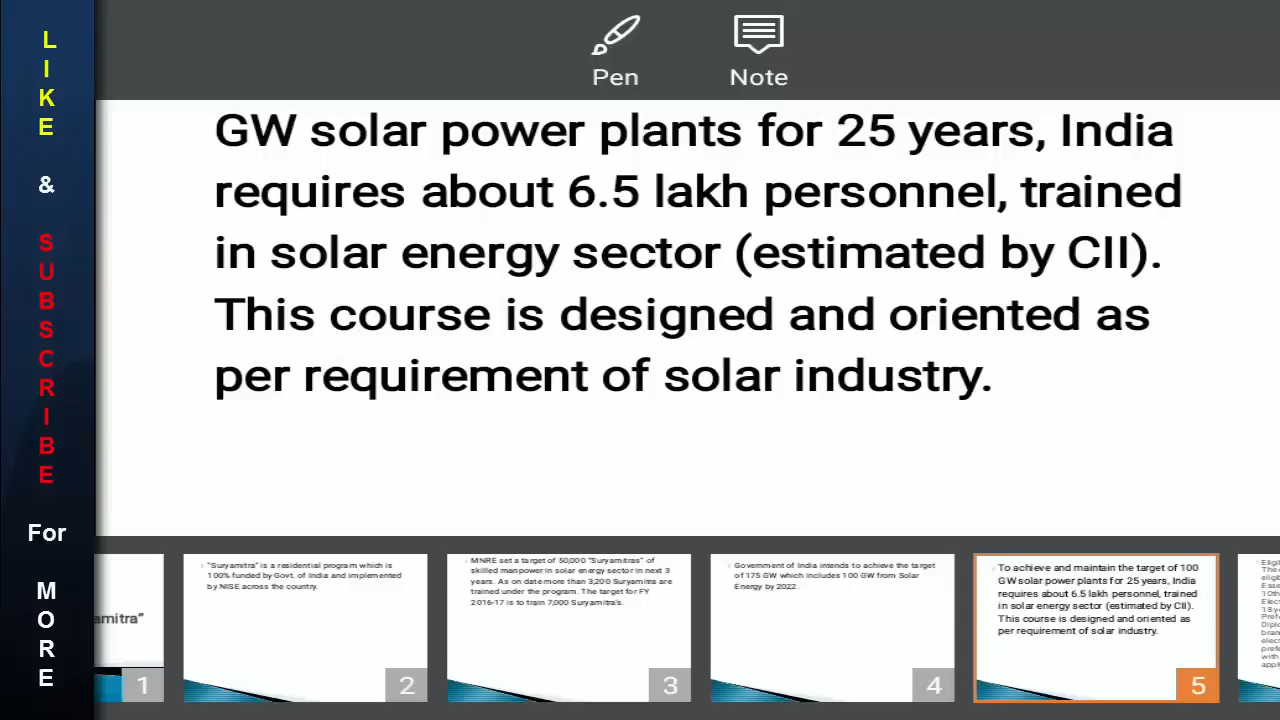 L
I
K
E
&
S
U
B
S
C
R
I
B
E
For
M
O
R
E
Pen
Note
GW solar power plants for 25 years, India
requires about 6.5 lakh personnel, trained
in solar energy sector (estimated by CII).
This course is designed and oriented as
per requirement of solar industry.
amitra"
1
"Suryamitra" is a residential program which is
100% funded by Govt. of India and implemented
by NISE across the country.
2
MNRE set a target of 50,000 "Suryamitras" of
skilled manpower in solar energy sector in next 3
years. As on date more than 3,200 Suryamitra are
trained under the program. The target for FY
2016-17 is to train 7,000 Suryamitra's.
3
Government of India intends to achieve the target
of 175 GW which includes 100 GW from Solar
Energy by 2022.
4
To achieve and maintain the target of 100
GW solar power plants for 25 years, India
requires about 6.5 lakh personnel, trained
in solar energy sector (estimated by CII).
This course is designed and oriented as
per requirement of solar industry.
5